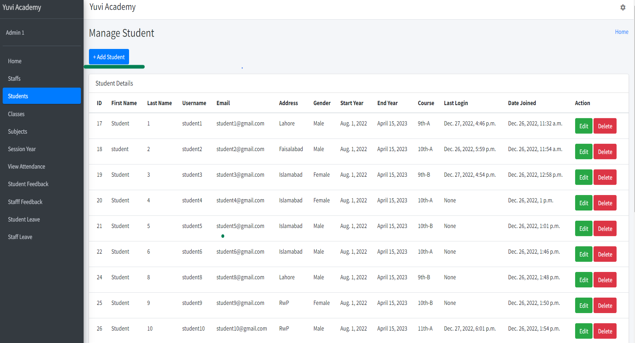 Yuvi Academy
Yuvi Academy
Admin 1
Home
Staffs
Students
Classes
Subjects
Session Year
View Attendance
Student Feedback
Stafff Feedback
Student Leave
Staff Leave
Manage Student
Home
+ Add Student
Student Details
ID First Name Last Name Username Email Address Gender Start Year End Year Course Last Login Date Joined Action
17 Student 1 student1 student1@gmail.com Lahore Male Aug. 1, 2022 April 15, 2023 9th-A Dec. 27, 2022, 4:46 p.m. Dec. 26, 2022, 11:32 a.m. Edit Delete
18 student 2 student2 student2@gmail.com Faisalabad Male Aug. 1, 2022 April 15, 2023 10th-A Dec. 26, 2022, 5:59 p.m. Dec. 26, 2022, 11:54 a.m. Edit Delete
19 Student 3 student3 student3@gmail.com Islamabad Female Aug. 1, 2022 April 15, 2023 9th-B Dec. 27, 2022, 4:54 p.m. Dec. 26, 2022, 12:58 p.m. Edit Delete
20 Student 4 student4 student4@gmail.com Islamabad Female Aug. 1, 2022 April 15, 2023 10th-A None Dec. 26, 2022, 1 p.m. Edit Delete
21 Student 5 student5 student5@gmail.com Islamabad Male Aug. 1, 2022 April 15, 2023 10th-B None Dec. 26, 2022, 1:01 p.m. Edit Delete
22 Student 6 student6 student6@gmail.com Islamabad Male Aug. 1, 2022 April 15, 2023 10th-A None Dec. 26, 2022, 1:46 p.m. Edit Delete
24 Student 8 student8 student8@gmail.com Lahore Male Aug. 1, 2022 April 15, 2023 9th-B None Dec. 26, 2022, 1:48 p.m. Edit Delete
25 Student 9 student9 student9@gmail.com RwP Female Aug. 1, 2022 April 15, 2023 10th-B None Dec. 26, 2022, 1:50 p.m. Edit Delete
26 Student 10 student10 student10@gmail.com RwP Male Aug. 1, 2022 April 15, 2023 11th-A Dec. 27, 2022, 6:01 p.m. Dec. 26, 2022, 1:54 p.m. Edit Delete